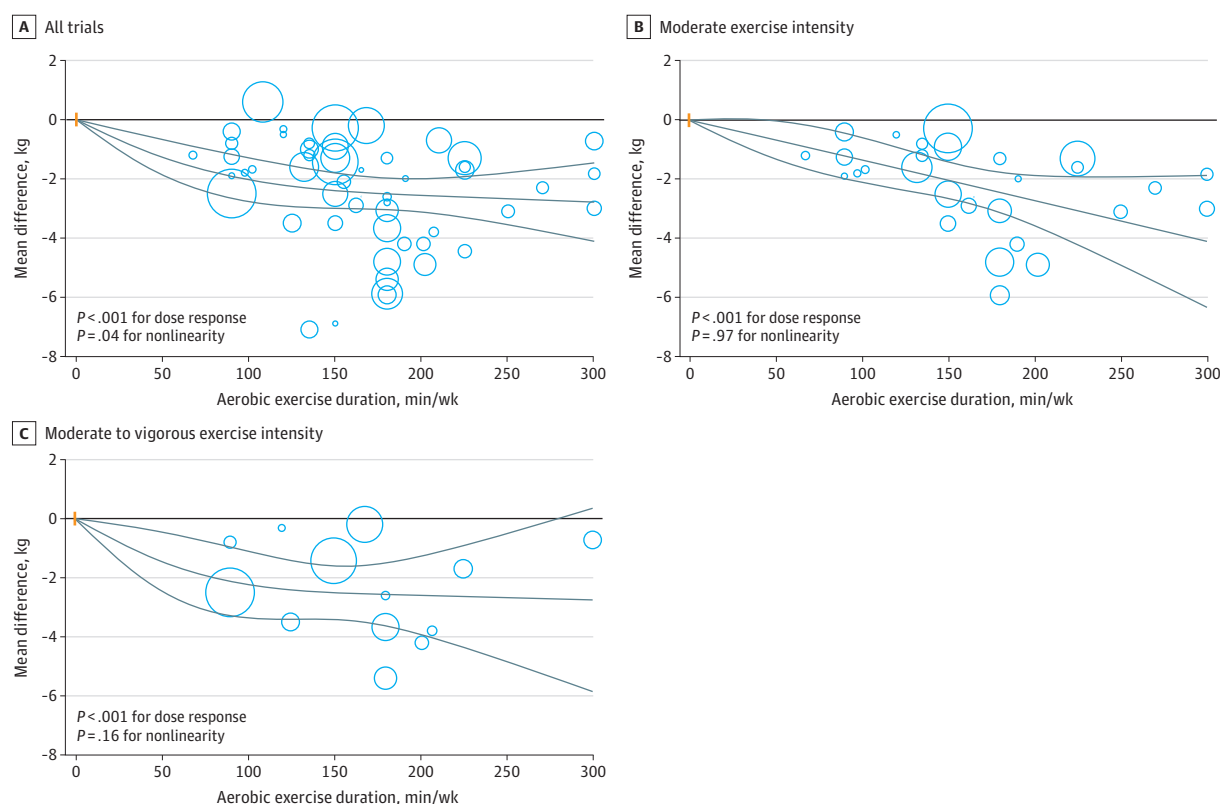 A All trials
2
0
-2
-4
-6
-8
Mean difference, kg
P<.001 for dose response
P=.04 for nonlinearity
0 50 100 150 200 250 300
Aerobic exercise duration, min/wk
B Moderate exercise intensity
2
0
-2
-4
-6
-8
Mean difference, kg
P<.001 for dose response
P=.97 for nonlinearity
0 50 100 150 200 250 300
Aerobic exercise duration, min/wk
C Moderate to vigorous exercise intensity
2
0
-2
-4
-6
-8
Mean difference, kg
P<.001 for dose response
P=.16 for nonlinearity
0 50 100 150 200 250 300
Aerobic exercise duration, min/wk